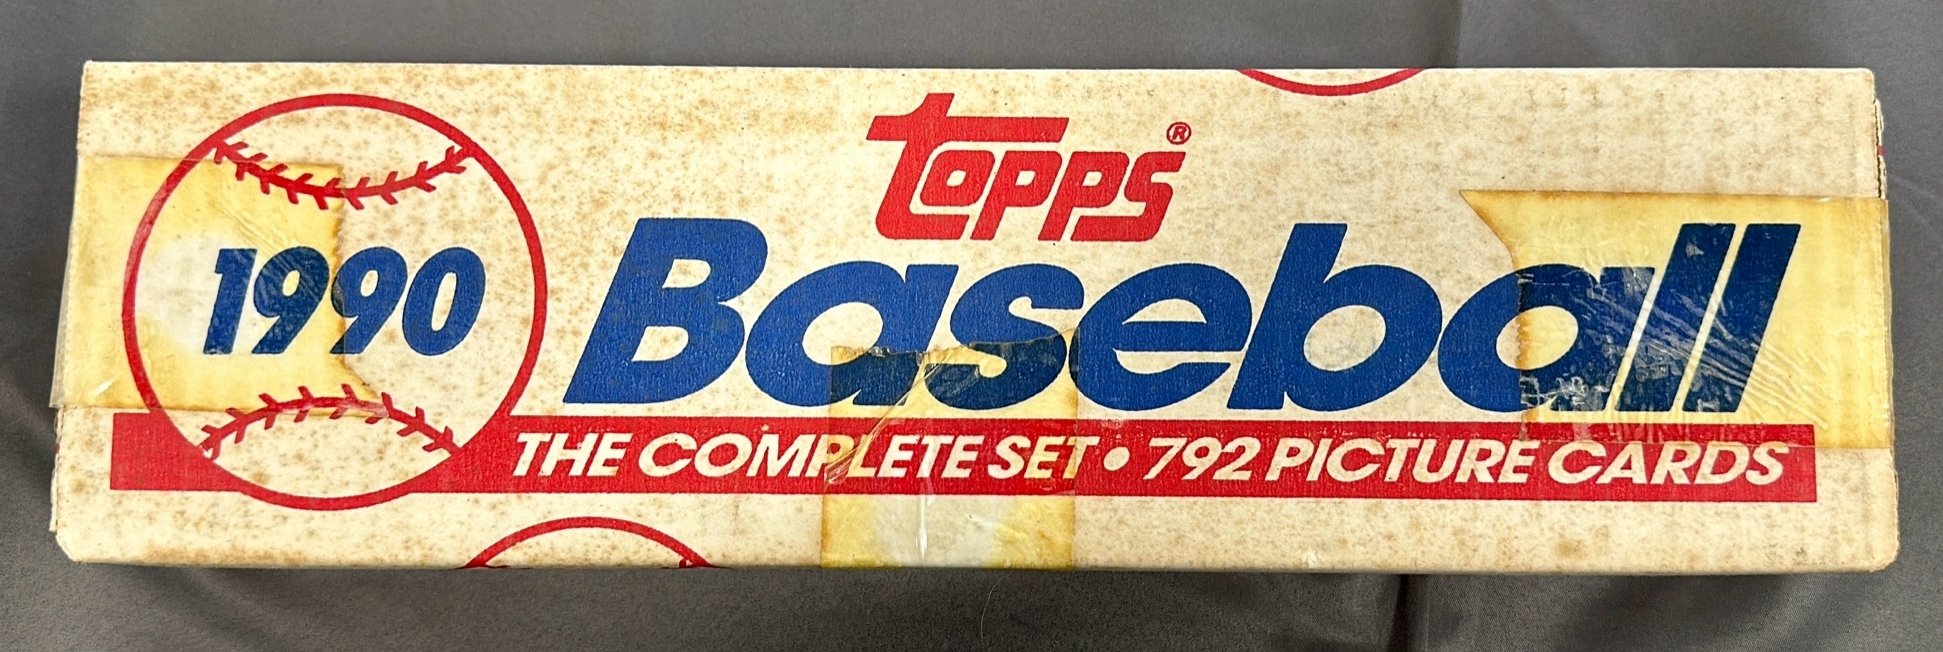 topps®
1990
Baseball
THE COMPLETE SET • 792 PICTURE CARDS